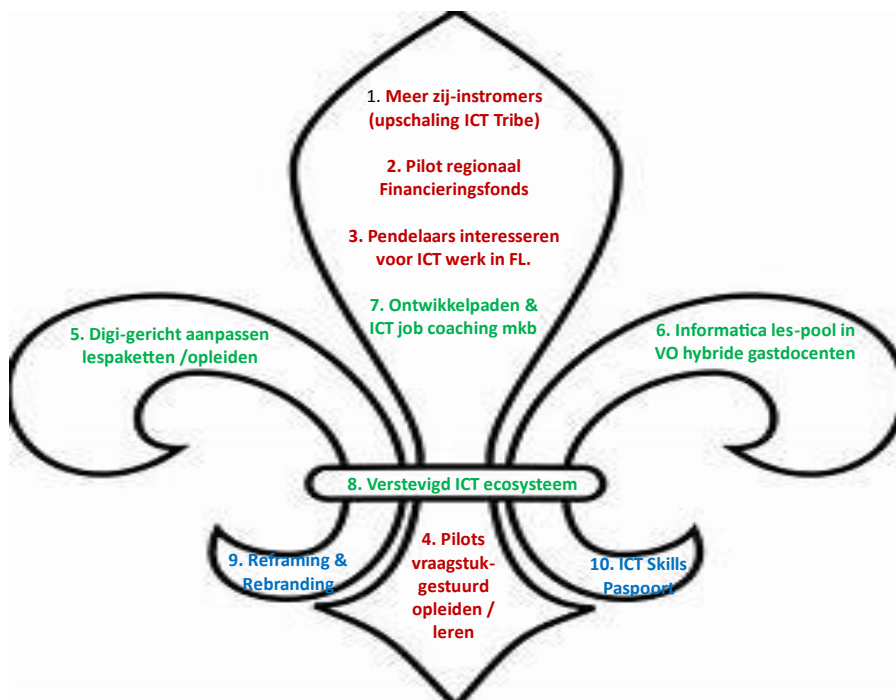 1. Meer zij-instromers
(upschaling ICT Tribe)
2. Pilot regionaal
Financieringsfonds
3. Pendelaars interesseren
voor ICT werk in FL.
7. Ontwikkelpaden &
ICT job coaching mkb
5. Digi-gericht aanpassen
lespaketten /opleiden
6. Informatica les-pool in
VO hybride gastdocenten
8. Verstevigd ICT ecosysteem
9. Reframing &
Rebranding
4. Pilots
vraagstuk-
gestuurd
opleiden /
leren
10. ICT Skills
Paspoort